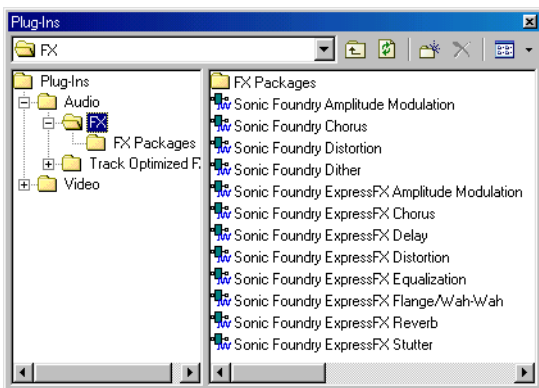 Plug-Ins
FX
Plug-Ins
Audio
FX
FX Packages
Track Optimized F
Video
FX Packages
Sonic Foundry Amplitude Modulation
Sonic Foundry Chorus
Sonic Foundry Distortion
Sonic Foundry Dither
Sonic Foundry ExpressFX Amplitude Modulation
Sonic Foundry ExpressFX Chorus
Sonic Foundry ExpressFX Delay
Sonic Foundry ExpressFX Distortion
Sonic Foundry ExpressFX Equalization
Sonic Foundry ExpressFX Flange/Wah-Wah
Sonic Foundry ExpressFX Reverb
Sonic Foundry ExpressFX Stutter